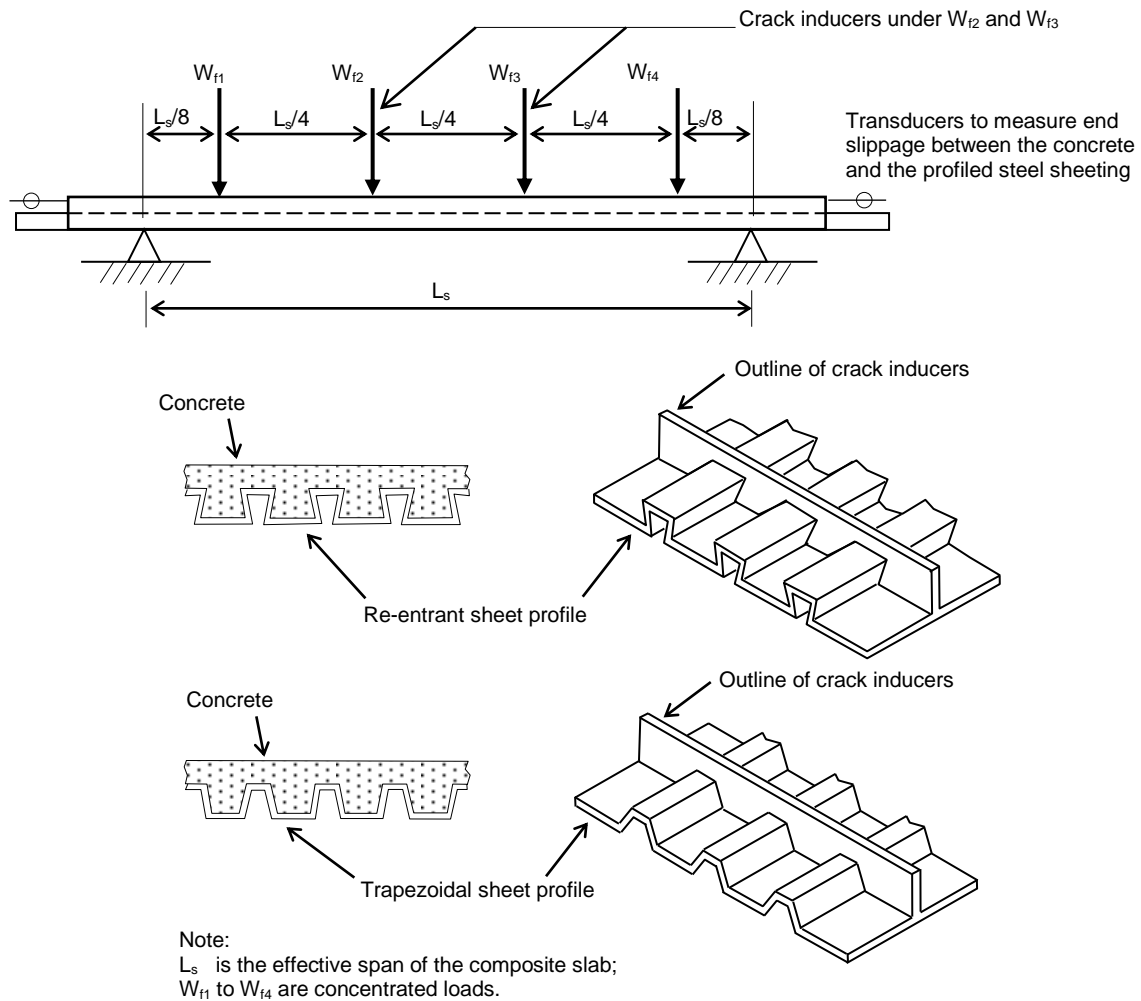 Crack inducers under Wf2 and Wf3
Wf1
Wf2
Wf3
Wf4
Ls/8
Ls/4
Ls/4
Ls/4
Ls/8
Transducers to measure end
slippage between the concrete
and the profiled steel sheeting
Ls
Outline of crack inducers
Concrete
Re-entrant sheet profile
Outline of crack inducers
Concrete
Trapezoidal sheet profile
Note:
Ls is the effective span of the composite slab;
Wf1 to Wf4 are concentrated loads.